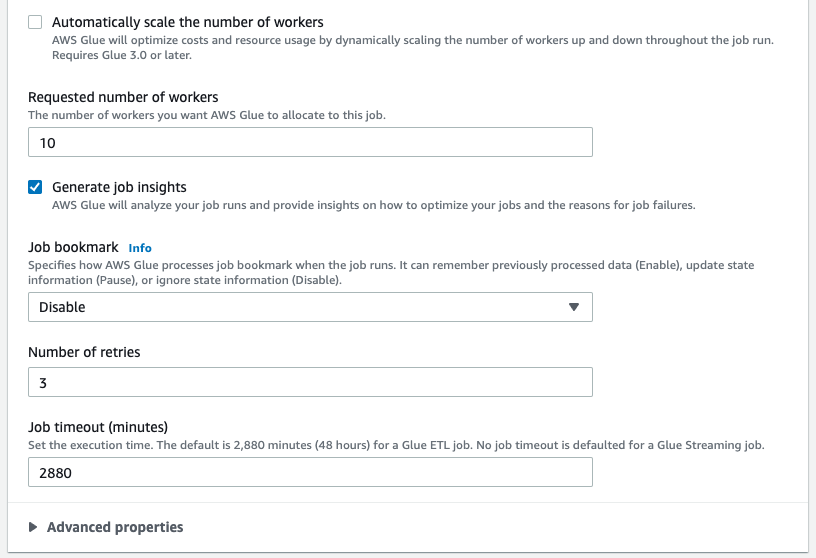 Automatically scale the number of workers
AWS Glue will optimize costs and resource usage by dynamically scaling the number of workers up and down throughout the job run.
Requires Glue 3.0 or later.
Requested number of workers
The number of workers you want AWS Glue to allocate to this job.
10
Generate job insights
AWS Glue will analyze your job runs and provide insights on how to optimize your jobs and the reasons for job failures.
Job bookmark Info
Specifies how AWS Glue processes job bookmark when the job runs. It can remember previously processed data (Enable), update state
information (Pause), or ignore state information (Disable).
Disable
Number of retries
3
Job timeout (minutes)
Set the execution time. The default is 2,880 minutes (48 hours) for a Glue ETL job. No job timeout is defaulted for a Glue Streaming job.
2880
Advanced properties